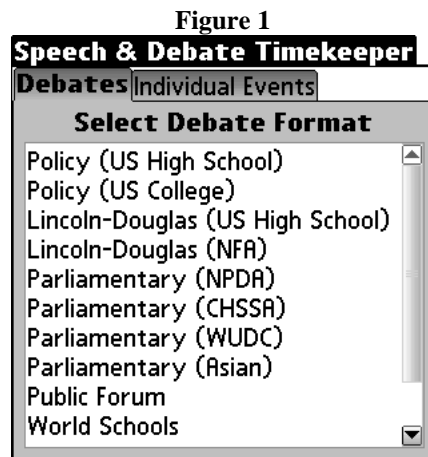 Figure 1
Speech & Debate Timekeeper
Debates Individual Events
Select Debate Format
Policy (US High School)
Policy (US College)
Lincoln-Douglas (US High School)
Lincoln-Douglas (NFA)
Parliamentary (NPDA)
Parliamentary (CHSSA)
Parliamentary (WUDC)
Parliamentary (Asian)
Public Forum
World Schools